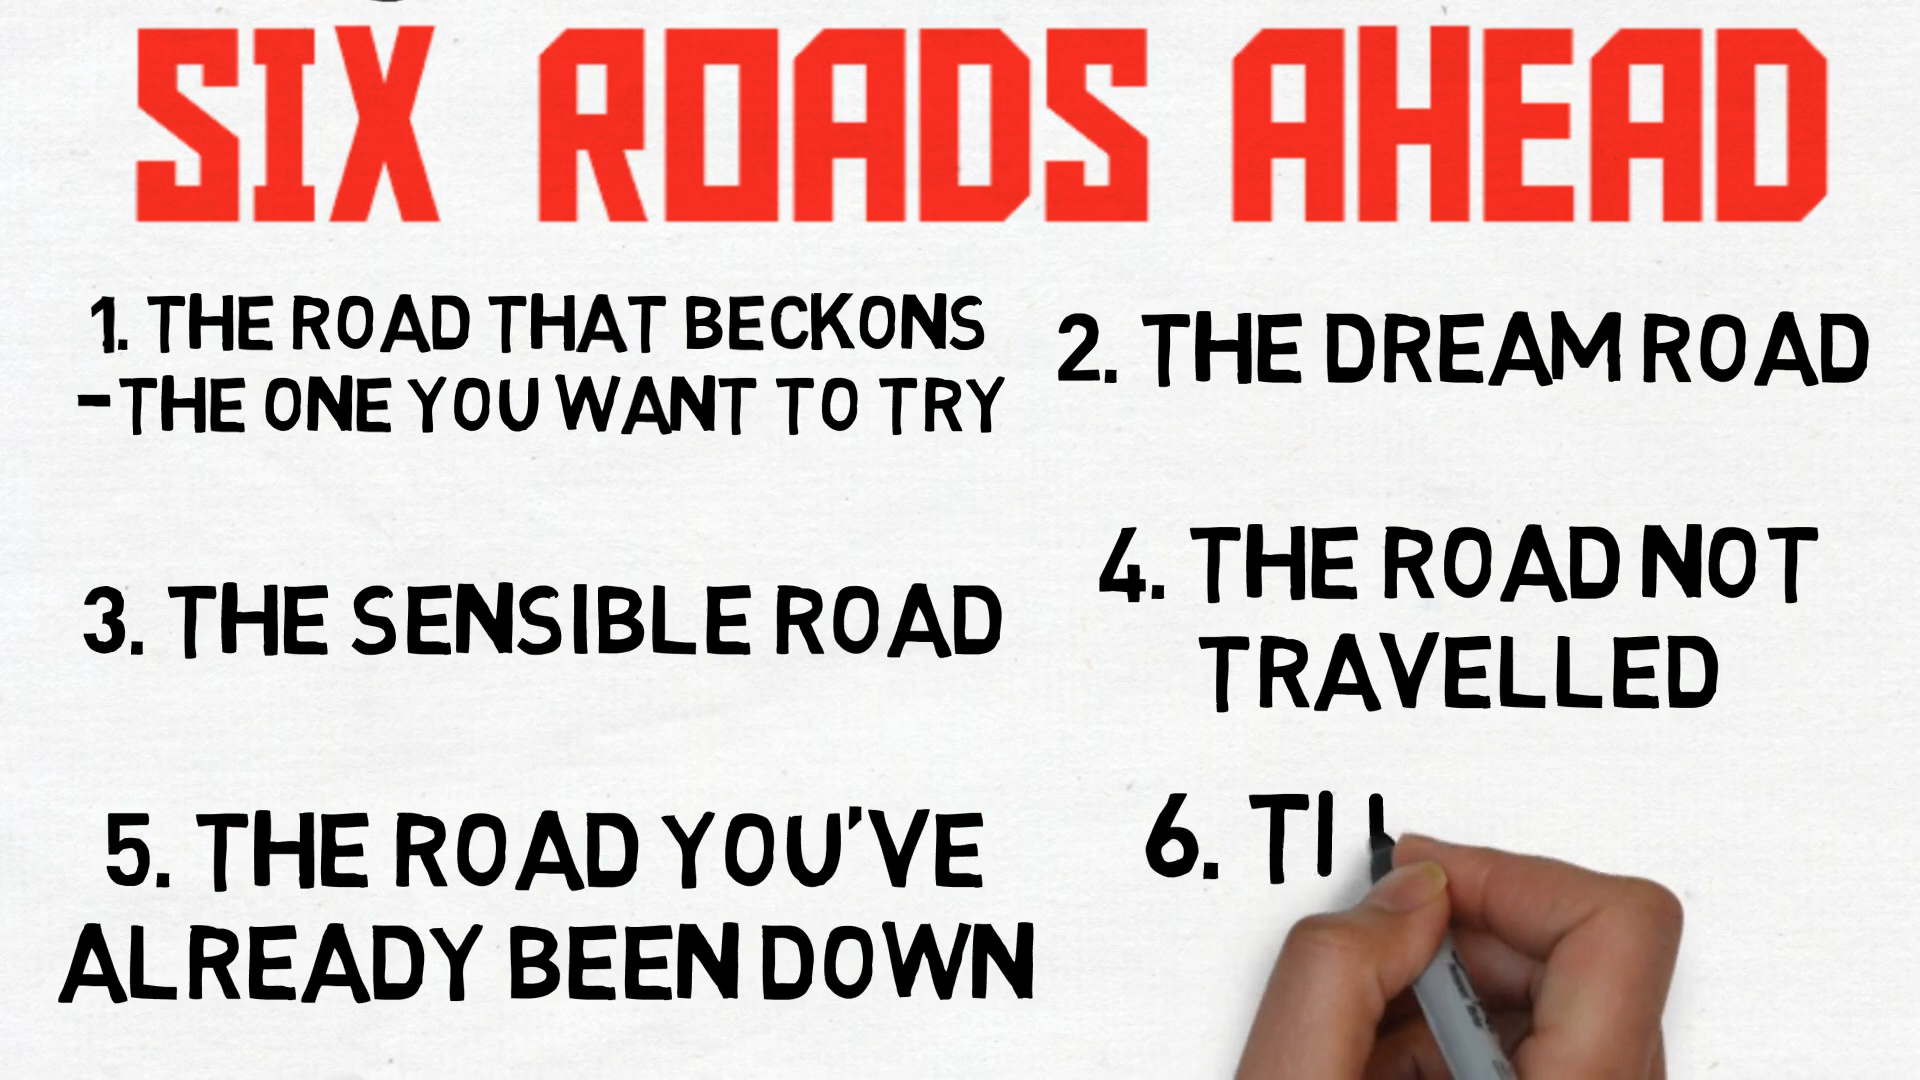 SIX ROADS AHEAD
1. THE ROAD THAT BECKONS
-THE ONE YOU WANT TO TRY
2. THE DREAM ROAD
3. THE SENSIBLE ROAD
4. THE ROAD NOT
TRAVELLED
5. THE ROAD YOU'VE
ALREADY BEEN DOWN
6.